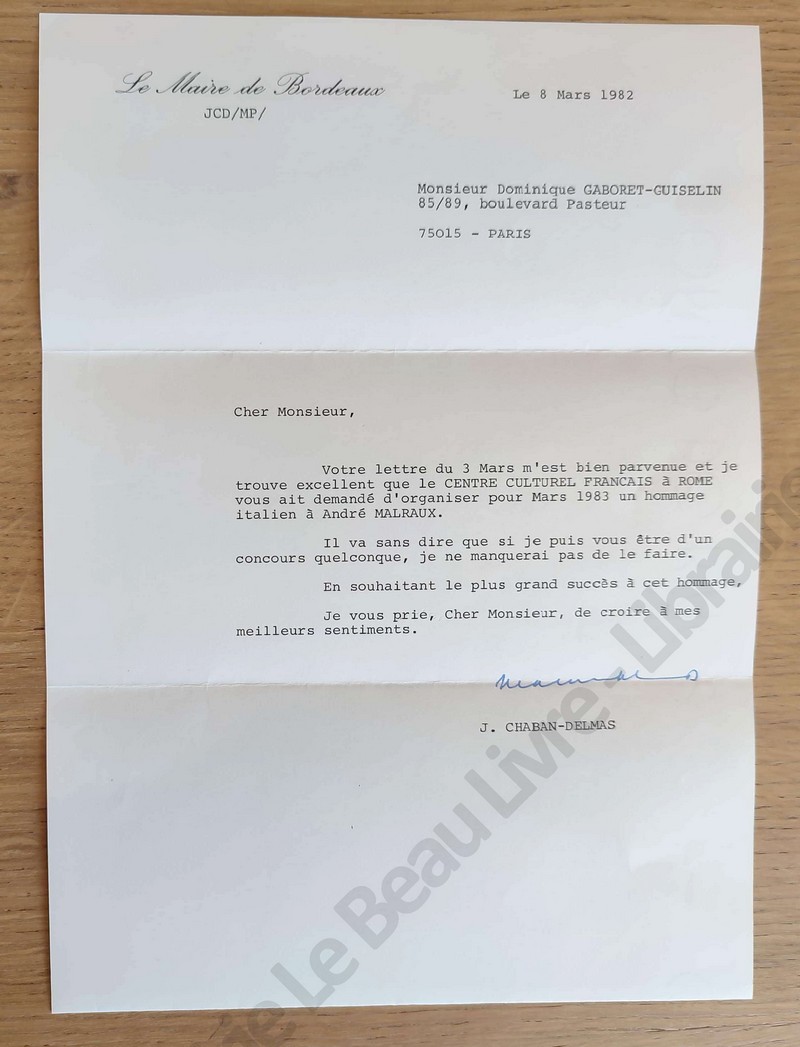 Le Maire de Bordeaux
JCD/MP/
Le 8 Mars 1982
Monsieur Dominique GABORET-GUISELIN
85/89, boulevard Pasteur
75015 - PARIS
Cher Monsieur,
Votre lettre du 3 Mars m'est bien parvenue et je
trouve excellent que le CENTRE CULTUREL FRANCAIS à ROME
vous ait demandé d'organiser pour Mars 1983 un hommage
italien à André MALRAUX.
Il va sans dire que si je puis vous être d'un
concours quelconque, je ne manquerai pas de le faire.
En souhaitant le plus grand succès à cet hommage,
Je vous prie, Cher Monsieur, de croire à mes
meilleurs sentiments.
J. CHABAN-DELMAS
de Le Beau Livre - Librairie